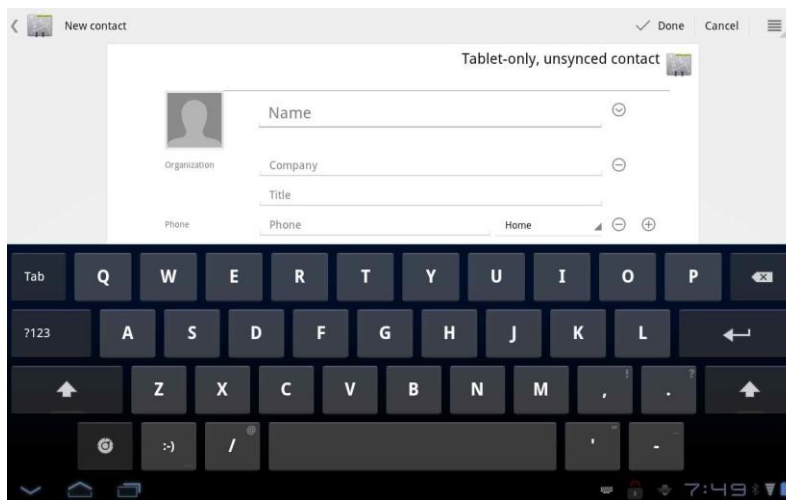 New contact Done Cancel
Tablet-only, unsynced contact
Name
Organization Company
Title
Phone Phone Home
Tab Q W E R T Y U I O P
?123 A S D F G H J K L
Z X C V B N M , ! . ?
:-) / @ ' " - _
7:49